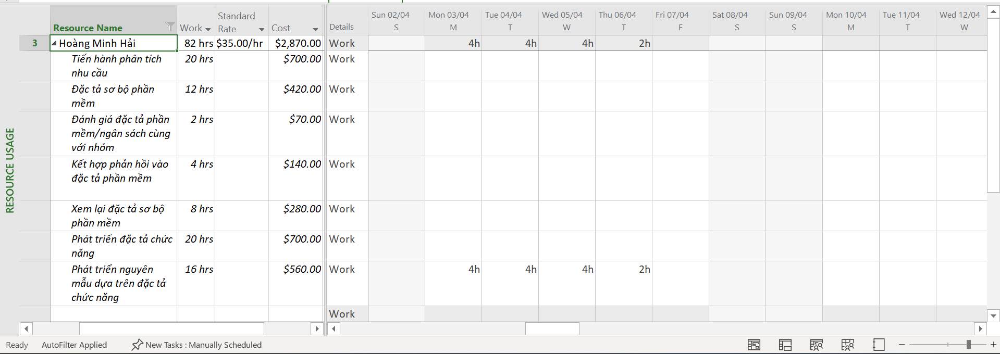 Resource Name Work Standard Rate Cost Details Sun 02/04 Mon 03/04 Tue 04/04 Wed 05/04 Thu 06/04 Fri 07/04 Sat 08/04 Sun 09/04 Mon 10/04 Tue 11/04 Wed 12/04
S M T W T F S S M T W
3 Hoàng Minh Hải 82 hrs $35.00/hr $2,870.00 Work 4h 4h 4h 2h
Tiến hành phân tích 20 hrs $700.00 Work
nhu cầu
Đặc tả sơ bộ phần 12 hrs $420.00 Work
mềm
Đánh giá đặc tả phần 2 hrs $70.00 Work
mềm/ngân sách cùng
với nhóm
Kết hợp phản hồi vào 4 hrs $140.00 Work
đặc tả phần mềm
Xem lại đặc tả sơ bộ 8 hrs $280.00 Work
phần mềm
Phát triển đặc tả chức 20 hrs $700.00 Work
năng
Phát triển nguyên 16 hrs $560.00 Work 4h 4h 4h 2h
mẫu dựa trên đặc tả
chức năng
Work
RESOURCE USAGE
Ready AutoFilter Applied New Tasks : Manually Scheduled